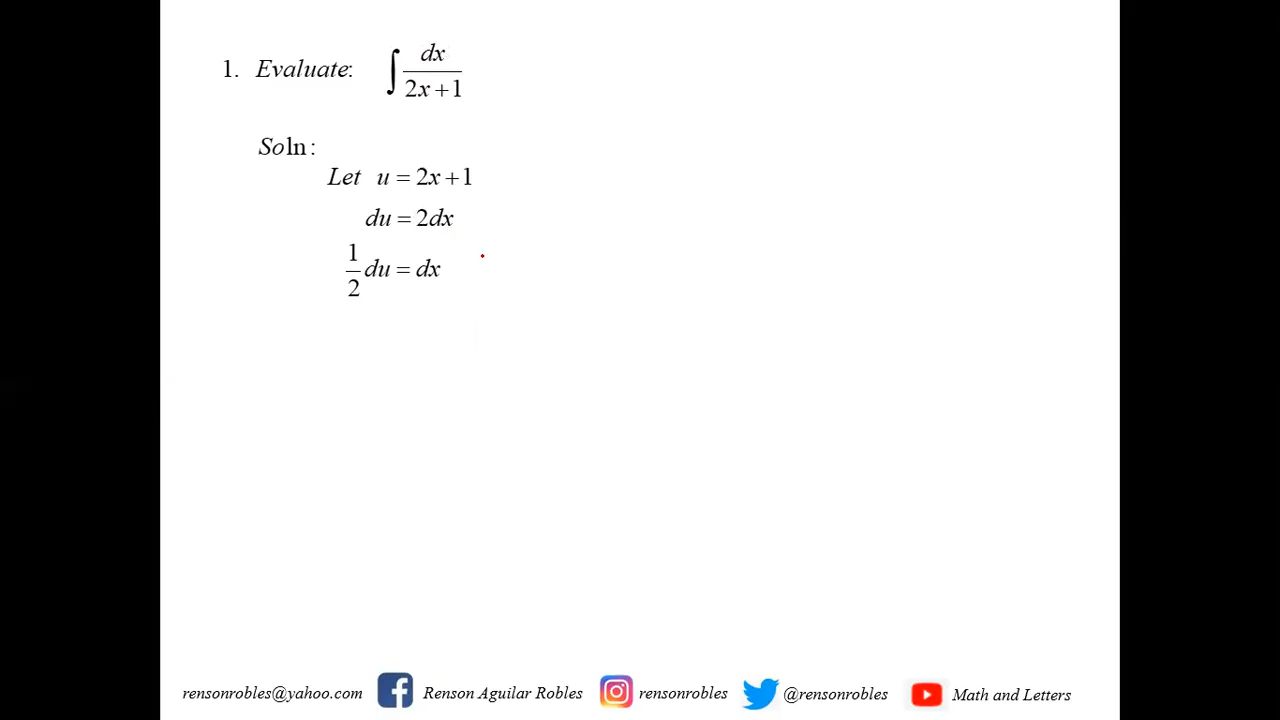 1. Evaluate: ∫ dx/(2x+1)
Soln:
Let u = 2x+1
du = 2dx
1/2 du = dx
rensonrobles@yahoo.com Renson Aguilar Robles rensonrobles @rensonrobles Math and Letters